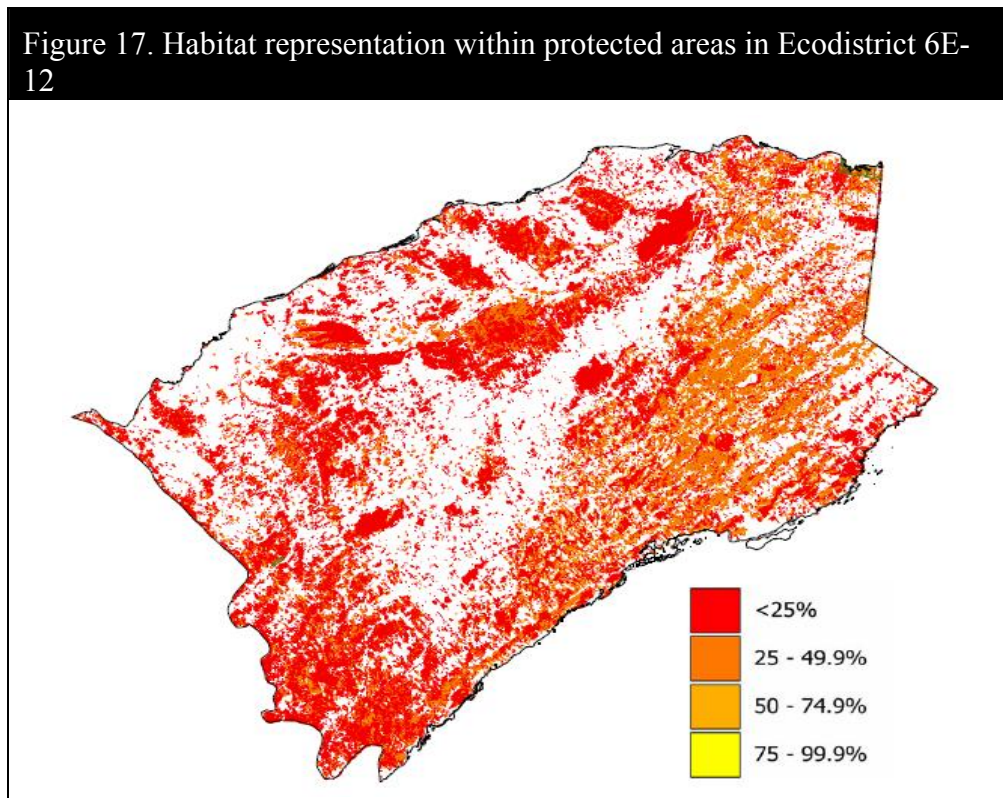 Figure 17. Habitat representation within protected areas in Ecodistrict 6E-
12
<25%
25 - 49.9%
50 - 74.9%
75 - 99.9%